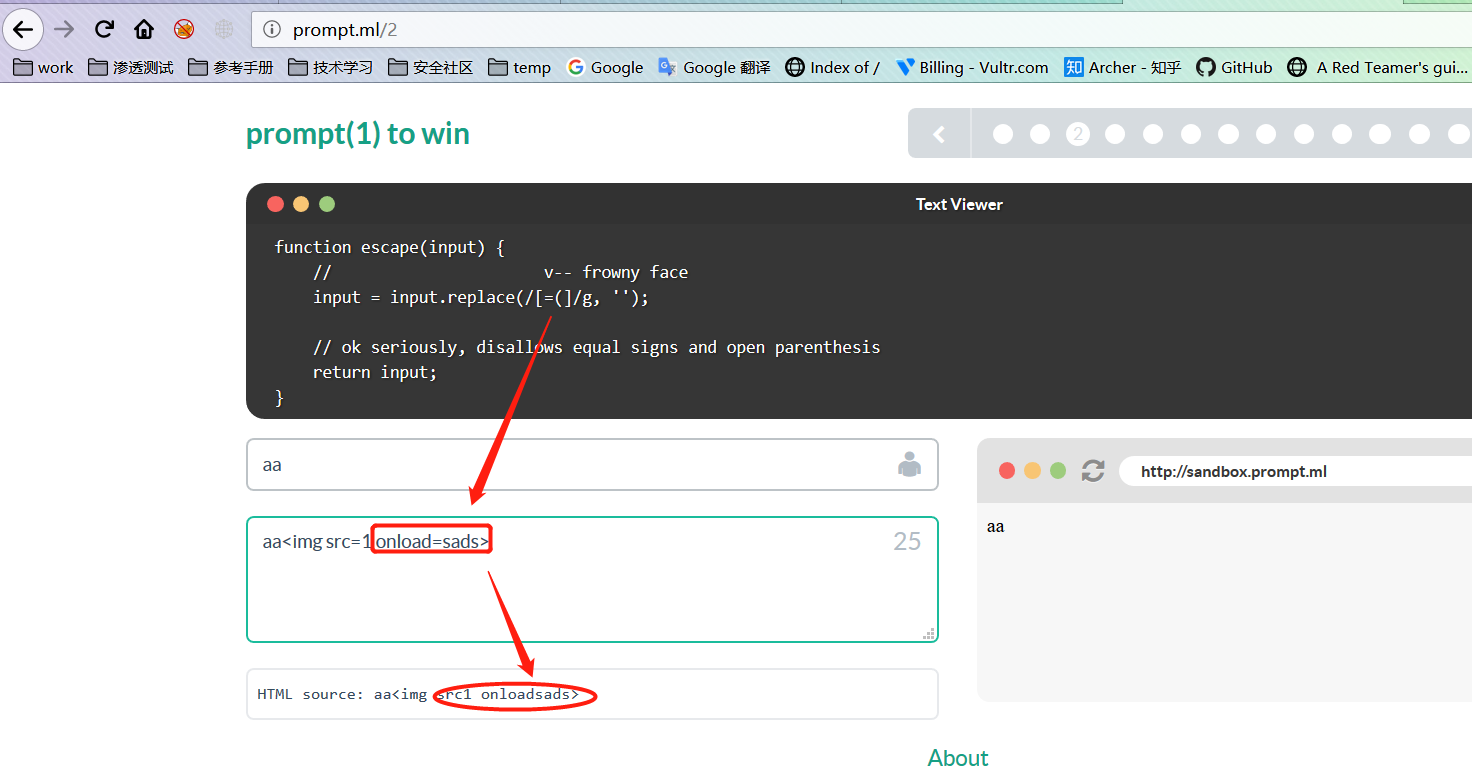 prompt.ml/2
work 渗透测试 参考手册 技术学习 安全社区 temp Google Google 翻译 Index of / Billing - Vultr.com Archer - 知乎 GitHub A Red Teamer's gui...
prompt(1) to win
2
Text Viewer
function escape(input) {
// v-- frowny face
input = input.replace(/[=(]/g, '');
// ok seriously, disallows equal signs and open parenthesis
return input;
}
aa
http://sandbox.prompt.ml
aa<img src=1 onload=sads> 25
aa
HTML source: aa<img src1 onloadsads>
About